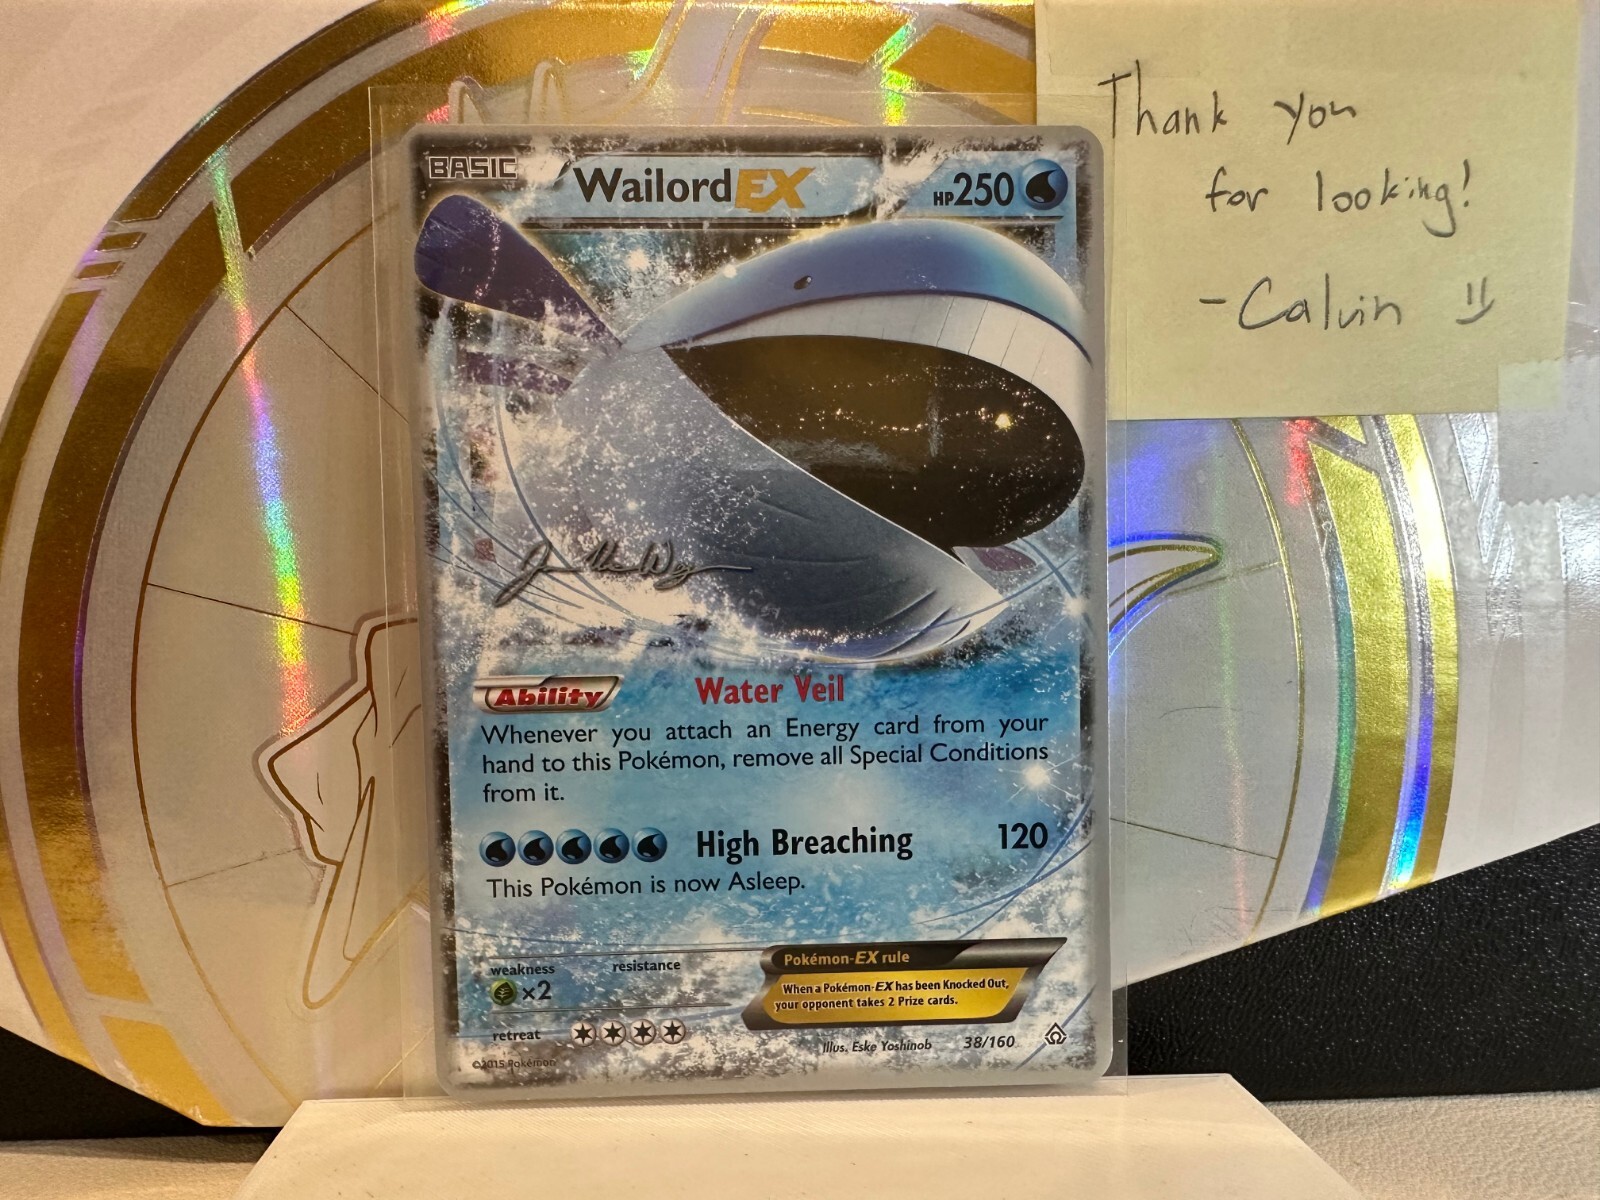 BASIC
Wailord EX
HP250
Thank you
for looking!
-Calvin
Ability
Water Veil
Whenever you attach an Energy card from your
hand to this Pokémon, remove all Special Conditions
from it.
High Breaching 120
This Pokémon is now Asleep.
weakness resistance
×2
retreat
Pokémon-EX rule
When a Pokémon-EX has been Knocked Out,
your opponent takes 2 Prize cards.
Illus. Eske Yoshinob 38/160
©2015 Pokémon